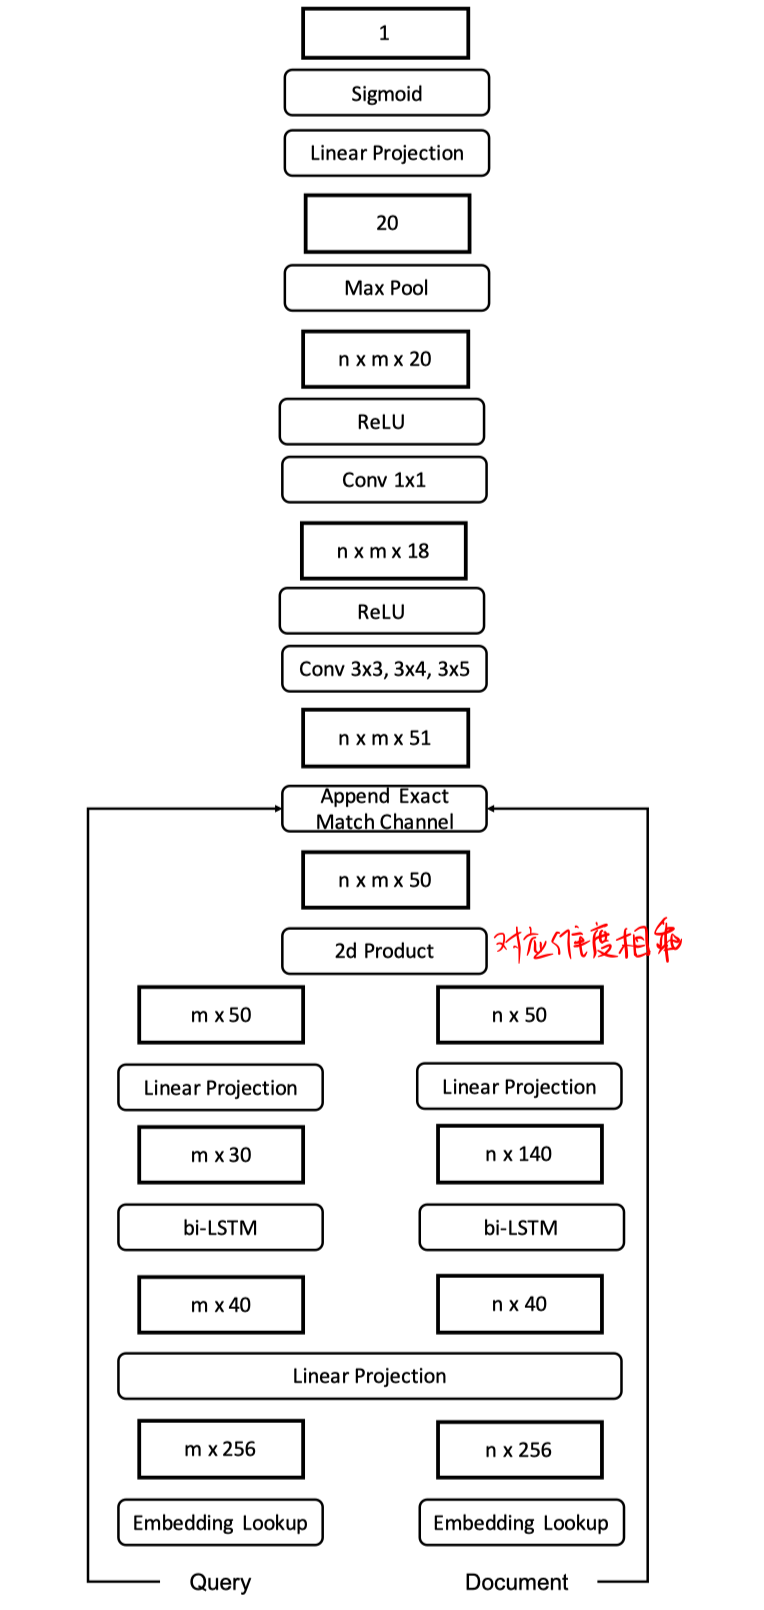 1
Sigmoid
Linear Projection
20
Max Pool
n x m x 20
ReLU
Conv 1x1
n x m x 18
ReLU
Conv 3x3, 3x4, 3x5
n x m x 51
Append Exact
Match Channel
n x m x 50
2d Product
对应维度相乘
m x 50
n x 50
Linear Projection
Linear Projection
m x 30
n x 140
bi-LSTM
bi-LSTM
m x 40
n x 40
Linear Projection
m x 256
n x 256
Embedding Lookup
Embedding Lookup
Query
Document